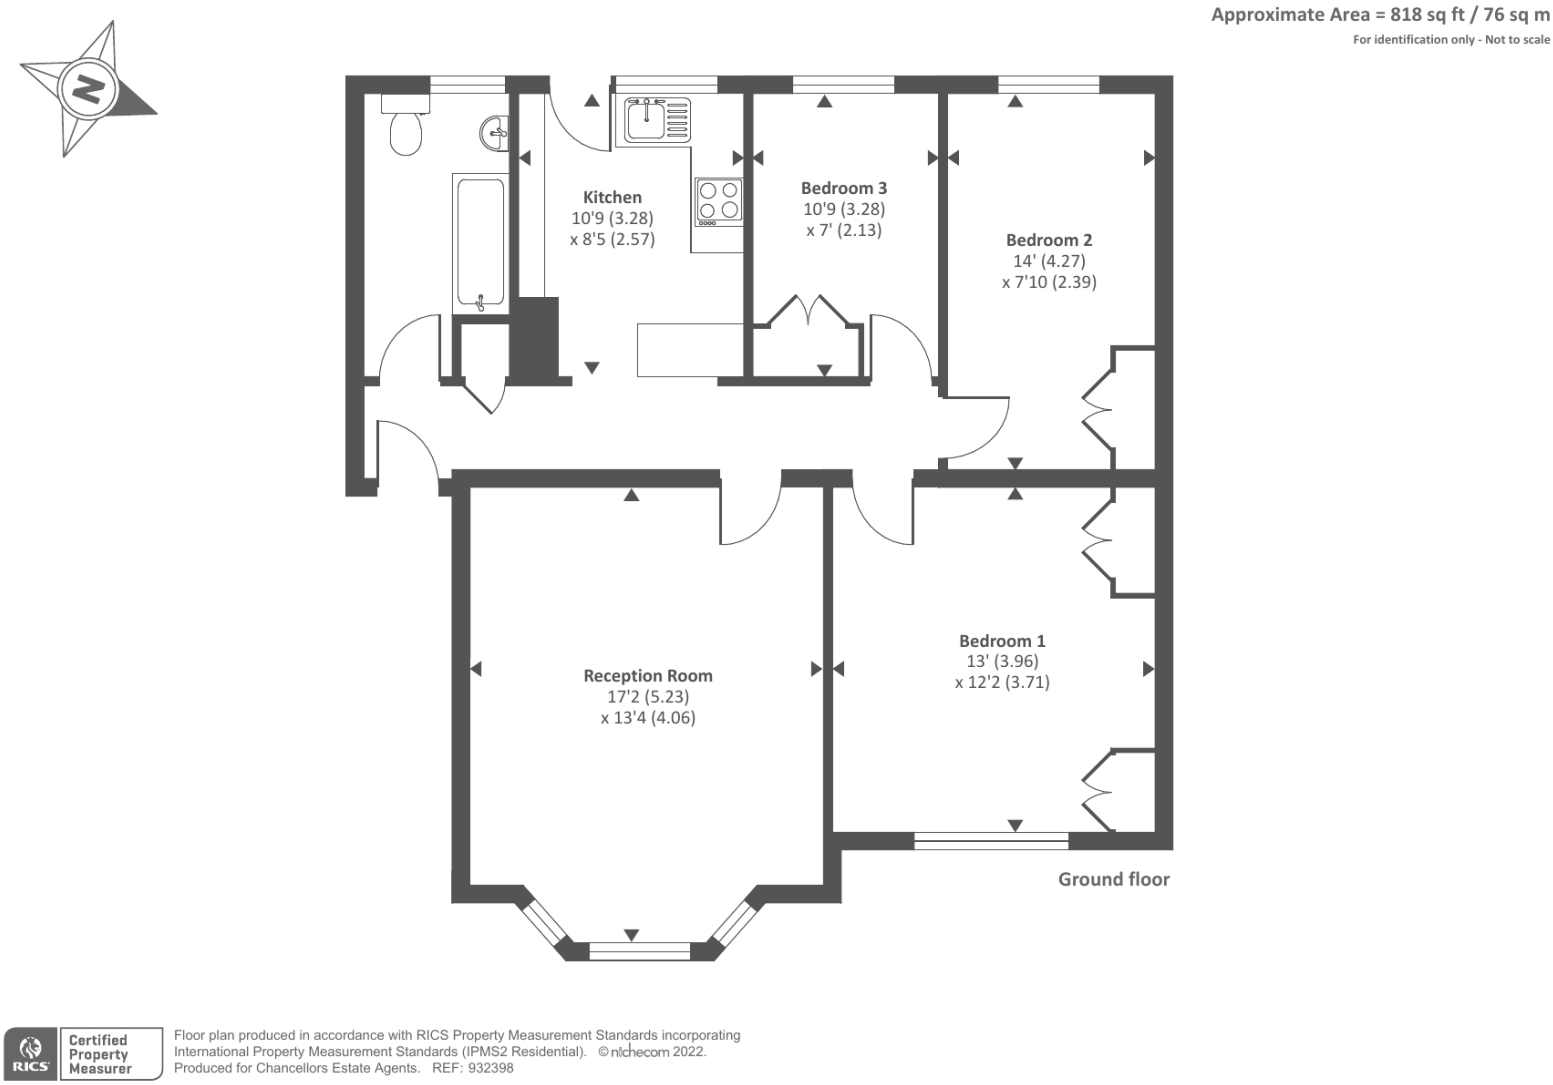 Approximate Area = 818 sq ft / 76 sq m
For identification only - Not to scale
N
Kitchen
10'9 (3.28)
x 8'5 (2.57)
Bedroom 3
10'9 (3.28)
x 7' (2.13)
Bedroom 2
14' (4.27)
x 7'10 (2.39)
Reception Room
17'2 (5.23)
x 13'4 (4.06)
Bedroom 1
13' (3.96)
x 12'2 (3.71)
Ground floor
RICS
Certified
Property
Measurer
Floor plan produced in accordance with RICS Property Measurement Standards incorporating
International Property Measurement Standards (IPMS2 Residential). © nichecom 2022.
Produced for Chancellors Estate Agents. REF: 932398